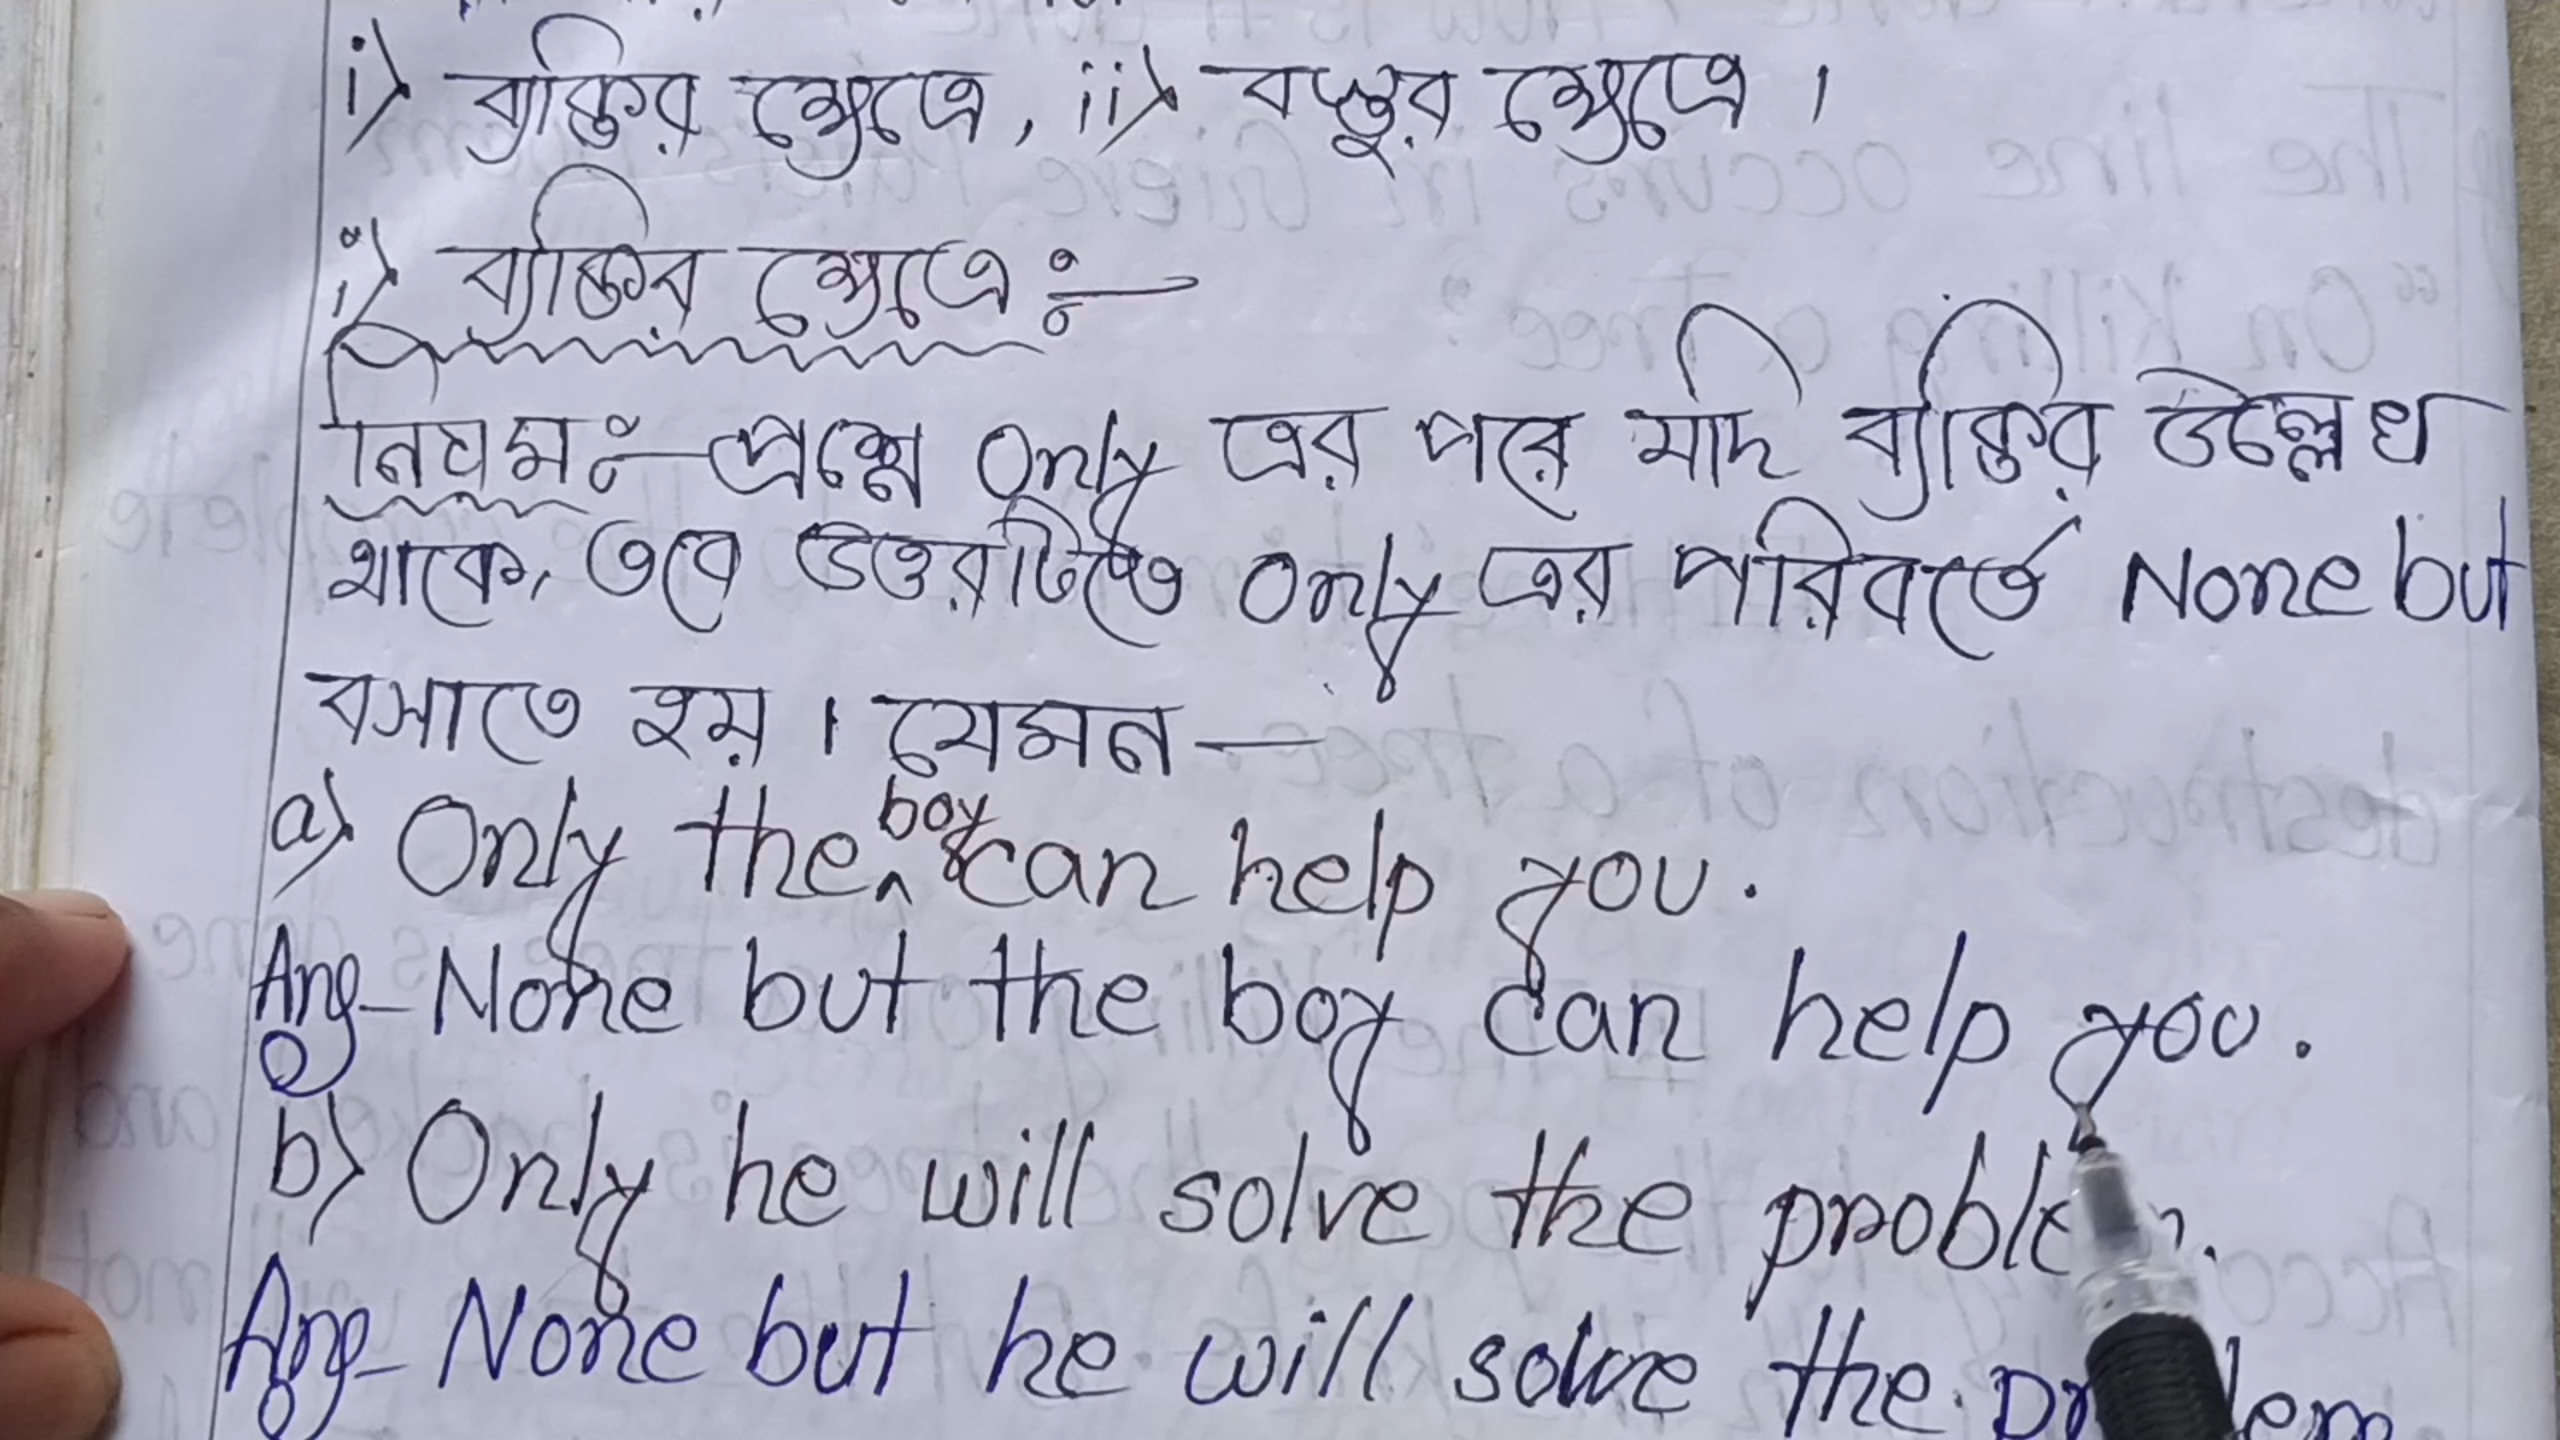 i) ব্যক্তির ক্ষেত্রে, ii) বস্তুর ক্ষেত্রে।
i) ব্যক্তির ক্ষেত্রে ঃ—
নিয়ম ঃ— প্রশ্নে Only এর পরে যদি ব্যক্তির উল্লেখ
থাকে, তবে উত্তরটিতে Only এর পরিবর্তে None but
বসাতে হয়। যেমন —
a) Only the boy can help you.
Ans - None but the boy can help you.
b) Only he will solve the problem.
Ans - None but he will solve the problem